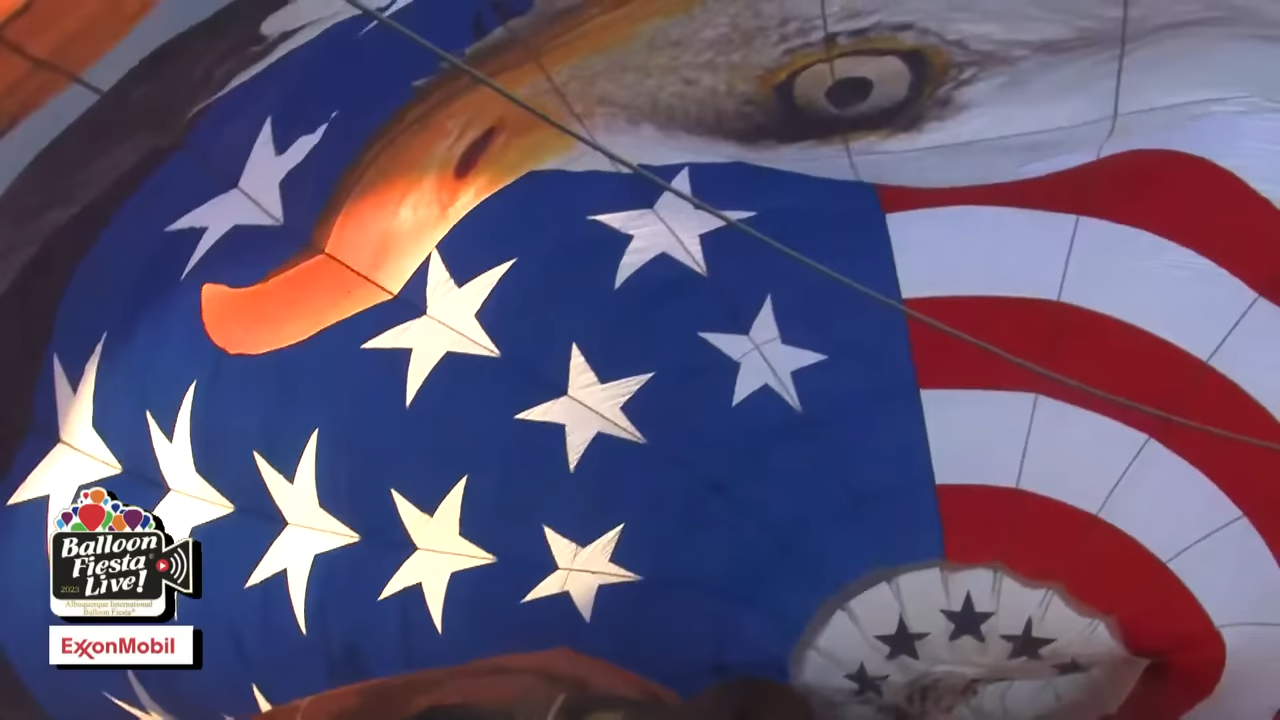 Balloon
Fiesta
Live!
2023
Albuquerque International
Balloon Fiesta®
ExxonMobil